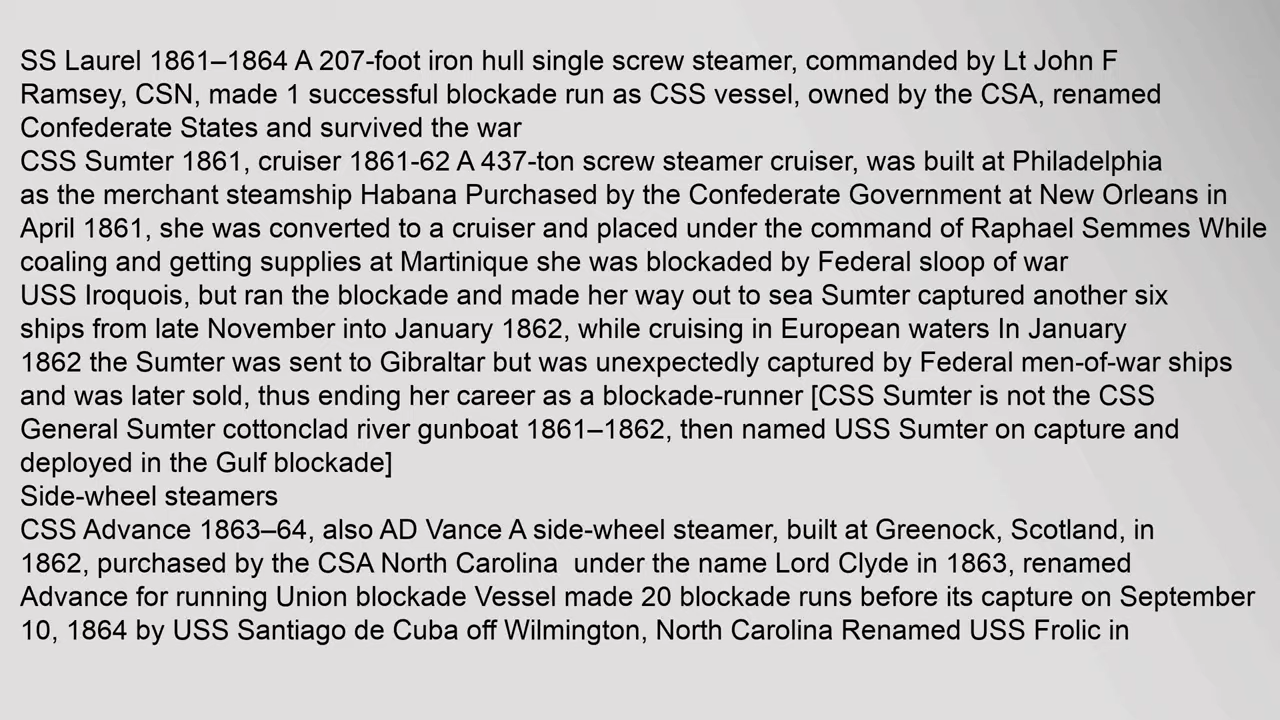 SS Laurel 1861–1864 A 207-foot iron hull single screw steamer, commanded by Lt John F
Ramsey, CSN, made 1 successful blockade run as CSS vessel, owned by the CSA, renamed
Confederate States and survived the war
CSS Sumter 1861, cruiser 1861-62 A 437-ton screw steamer cruiser, was built at Philadelphia
as the merchant steamship Habana Purchased by the Confederate Government at New Orleans in
April 1861, she was converted to a cruiser and placed under the command of Raphael Semmes While
coaling and getting supplies at Martinique she was blockaded by Federal sloop of war
USS Iroquois, but ran the blockade and made her way out to sea Sumter captured another six
ships from late November into January 1862, while cruising in European waters In January
1862 the Sumter was sent to Gibraltar but was unexpectedly captured by Federal men-of-war ships
and was later sold, thus ending her career as a blockade-runner [CSS Sumter is not the CSS
General Sumter cottonclad river gunboat 1861–1862, then named USS Sumter on capture and
deployed in the Gulf blockade]
Side-wheel steamers
CSS Advance 1863–64, also AD Vance A side-wheel steamer, built at Greenock, Scotland, in
1862, purchased by the CSA North Carolina  under the name Lord Clyde in 1863, renamed
Advance for running Union blockade Vessel made 20 blockade runs before its capture on September
10, 1864 by USS Santiago de Cuba off Wilmington, North Carolina Renamed USS Frolic in